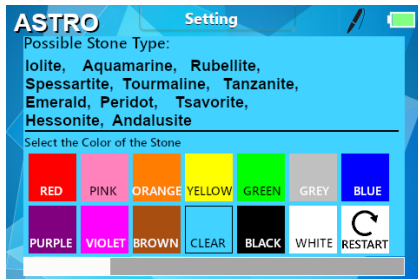 ASTRO Setting
Possible Stone Type:
Iolite, Aquamarine, Rubellite,
Spessartite, Tourmaline, Tanzanite,
Emerald, Peridot, Tsavorite,
Hessonite, Andalusite
Select the Color of the Stone
RED PINK ORANGE YELLOW GREEN GREY BLUE
PURPLE VIOLET BROWN CLEAR BLACK WHITE RESTART